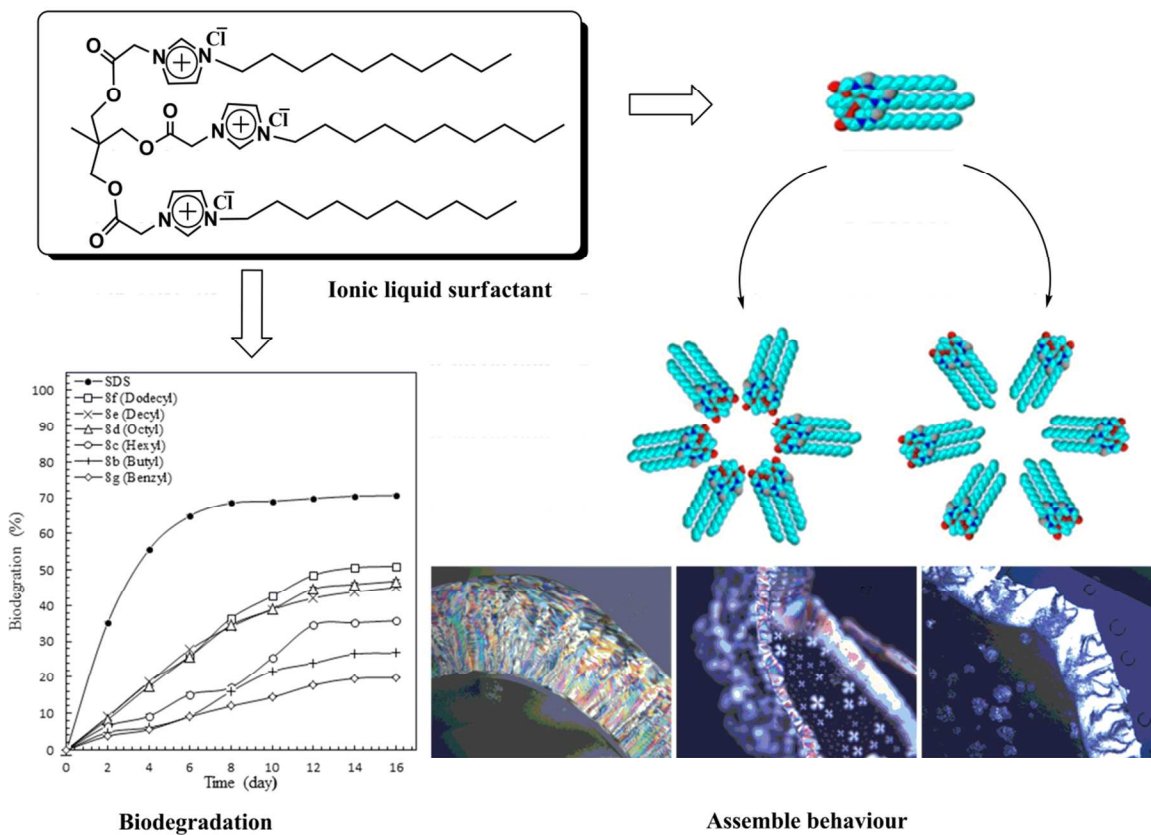 Cl̅
O
N
+
N
O
O
Cl̅
O
N
+
N
O
Cl̅
O
N
+
N
O
Ionic liquid surfactant
SDS
8f (Dodecyl)
8e (Decyl)
8d (Octyl)
8c (Hexyl)
8b (Butyl)
8g (Benzyl)
100
90
80
70
60
50
40
30
20
10
0
Biodegration (%)
0 2 4 6 8 10 12 14 16
Time (day)
Biodegradation
Assemble behaviour